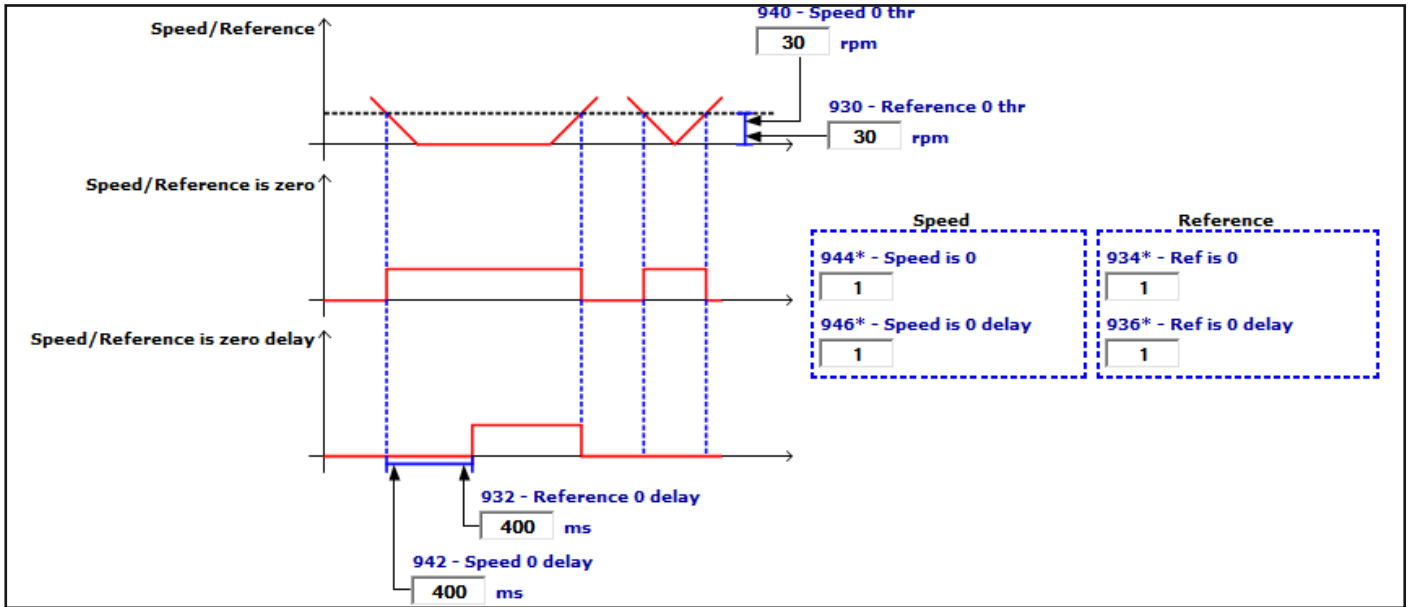 940 - Speed 0 thr
Speed/Reference
30 rpm
930 - Reference 0 thr
30 rpm
Speed/Reference is zero
Speed Reference
944* - Speed is 0 934* - Ref is 0
1 1
946* - Speed is 0 delay 936* - Ref is 0 delay
Speed/Reference is zero delay
1 1
932 - Reference 0 delay
400 ms
942 - Speed 0 delay
400 ms